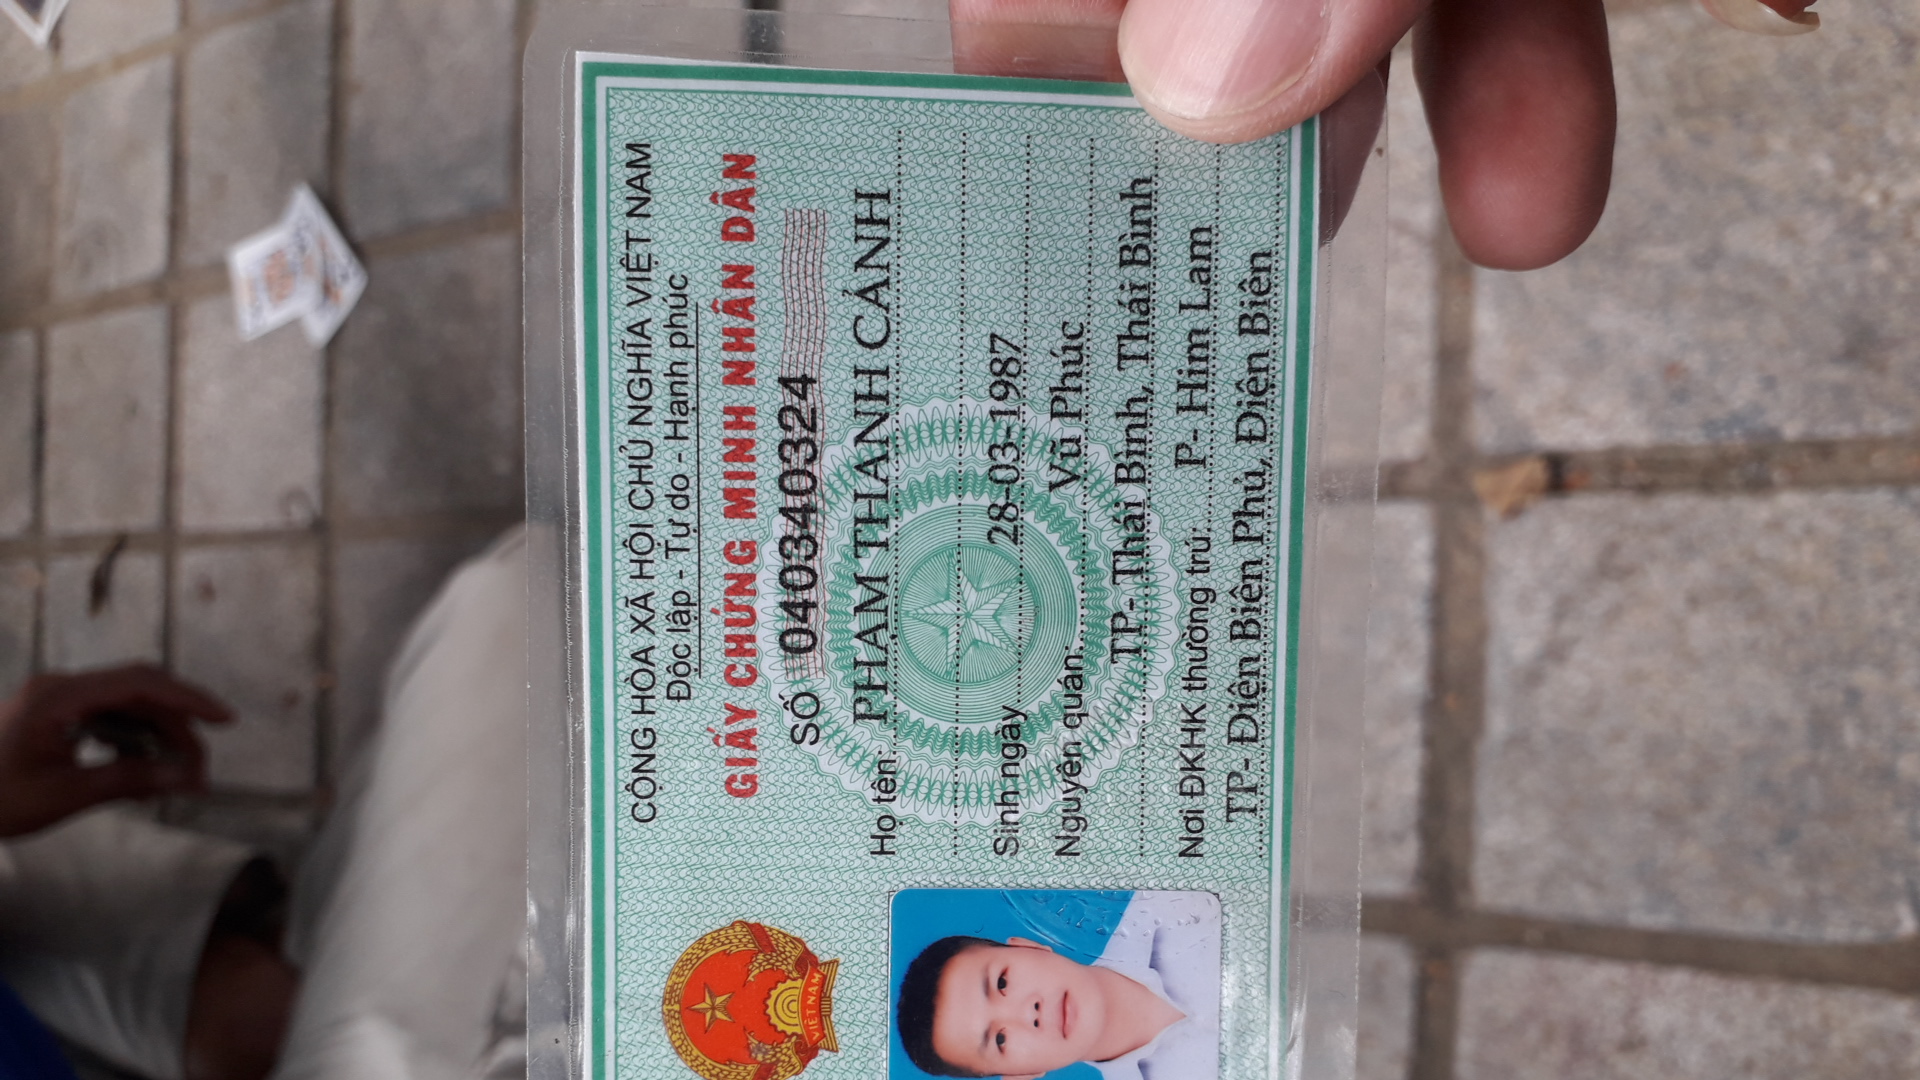 CỘNG HÒA XÃ HỘI CHỦ NGHĨA VIỆT NAM
Độc lập - Tự do - Hạnh phúc
GIẤY CHỨNG MINH NHÂN DÂN
SỐ 040340324
VIỆT NAM
Họ tên: PHẠM THANH CẢNH
Sinh ngày 28-03-1987
Nguyên quán: Vũ Phúc
TP- Thái Bình, Thái Bình
Nơi ĐKHK thường trú: P- Him Lam
TP- Điện Biên Phủ, Điện Biên